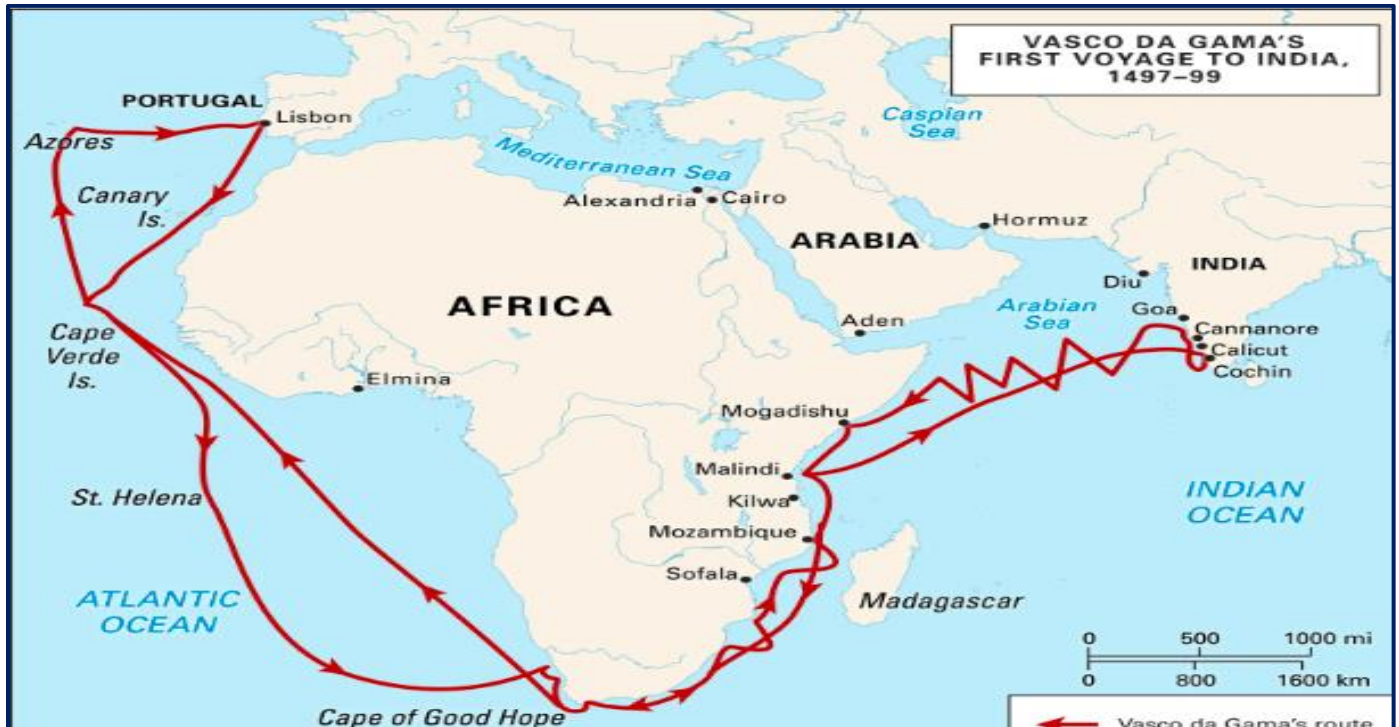 VASCO DA GAMA'S
FIRST VOYAGE TO INDIA,
1497–99
PORTUGAL
Lisbon
Azores
Caspian
Sea
Mediterranean Sea
Canary
Is.
Alexandria
Cairo
Hormuz
ARABIA
INDIA
Diu
AFRICA
Arabian
Sea
Goa
Aden
Cannanore
Cape
Verde
Is.
Calicut
Cochin
Elmina
Mogadishu
Malindi
St. Helena
Kilwa
INDIAN
OCEAN
Mozambique
Sofala
Madagascar
ATLANTIC
OCEAN
0 500 1000 mi
0 800 1600 km
Cape of Good Hope
Vasco da Gama's route